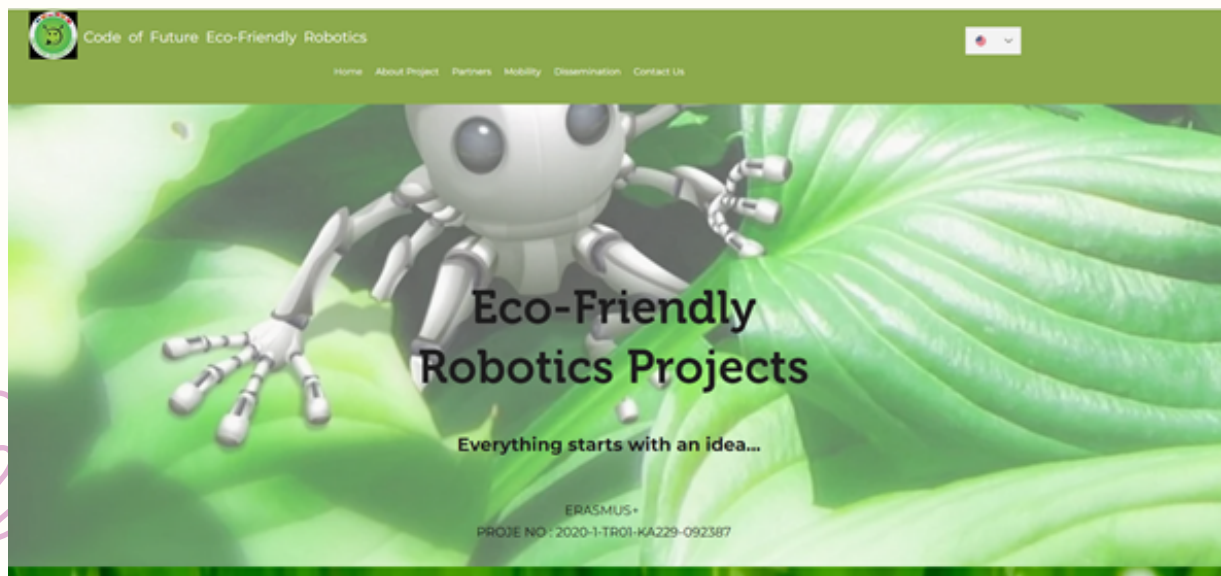 Code of Future Eco-Friendly Robotics
Home About Project Partners Mobility Dissemination Contact Us
Eco-Friendly
Robotics Projects
Everything starts with an idea...
ERASMUS+
PROJE NO : 2020-1-TR01-KA229-092387